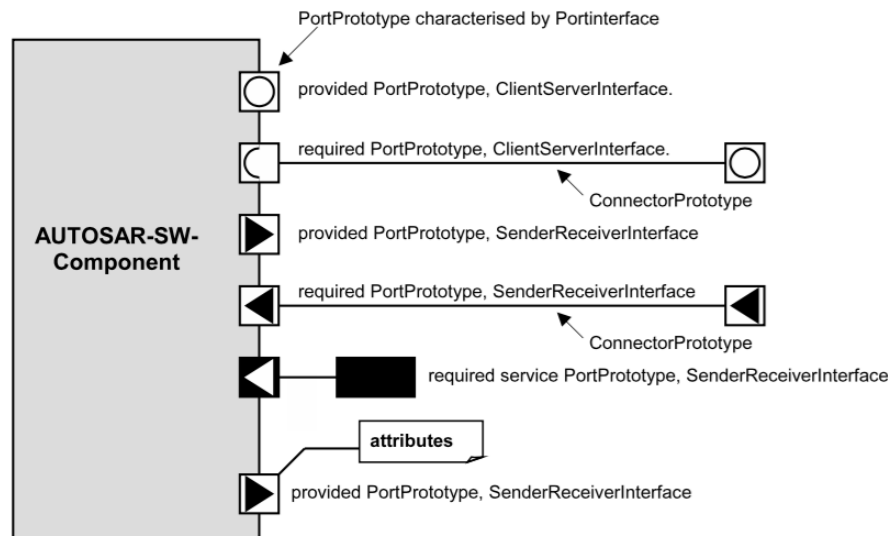 PortPrototype characterised by Portinterface
provided PortPrototype, ClientServerInterface.
required PortPrototype, ClientServerInterface.
ConnectorPrototype
AUTOSAR-SW-
Component
provided PortPrototype, SenderReceiverInterface
required PortPrototype, SenderReceiverInterface
ConnectorPrototype
required service PortPrototype, SenderReceiverInterface
attributes
provided PortPrototype, SenderReceiverInterface